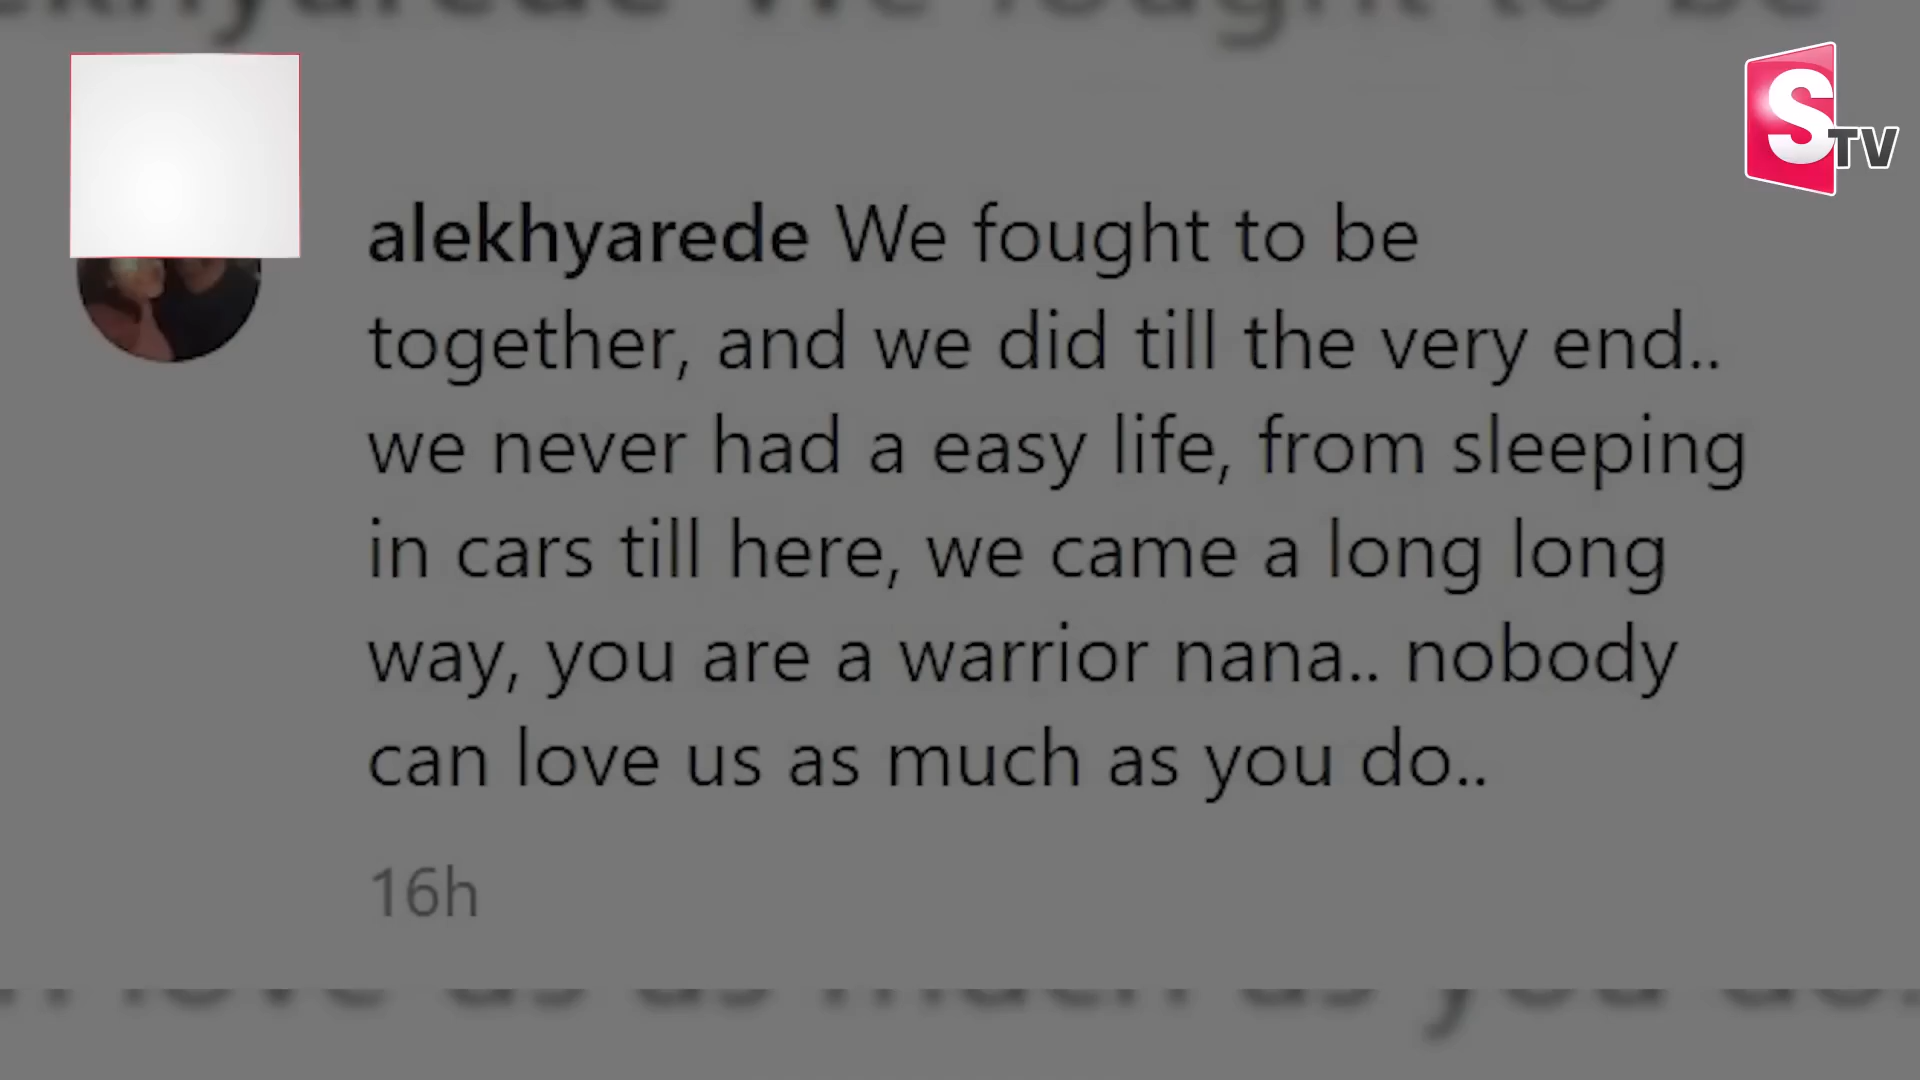 STV
alekhyarede We fought to be
together, and we did till the very end..
we never had a easy life, from sleeping
in cars till here, we came a long long
way, you are a warrior nana.. nobody
can love us as much as you do..
16h